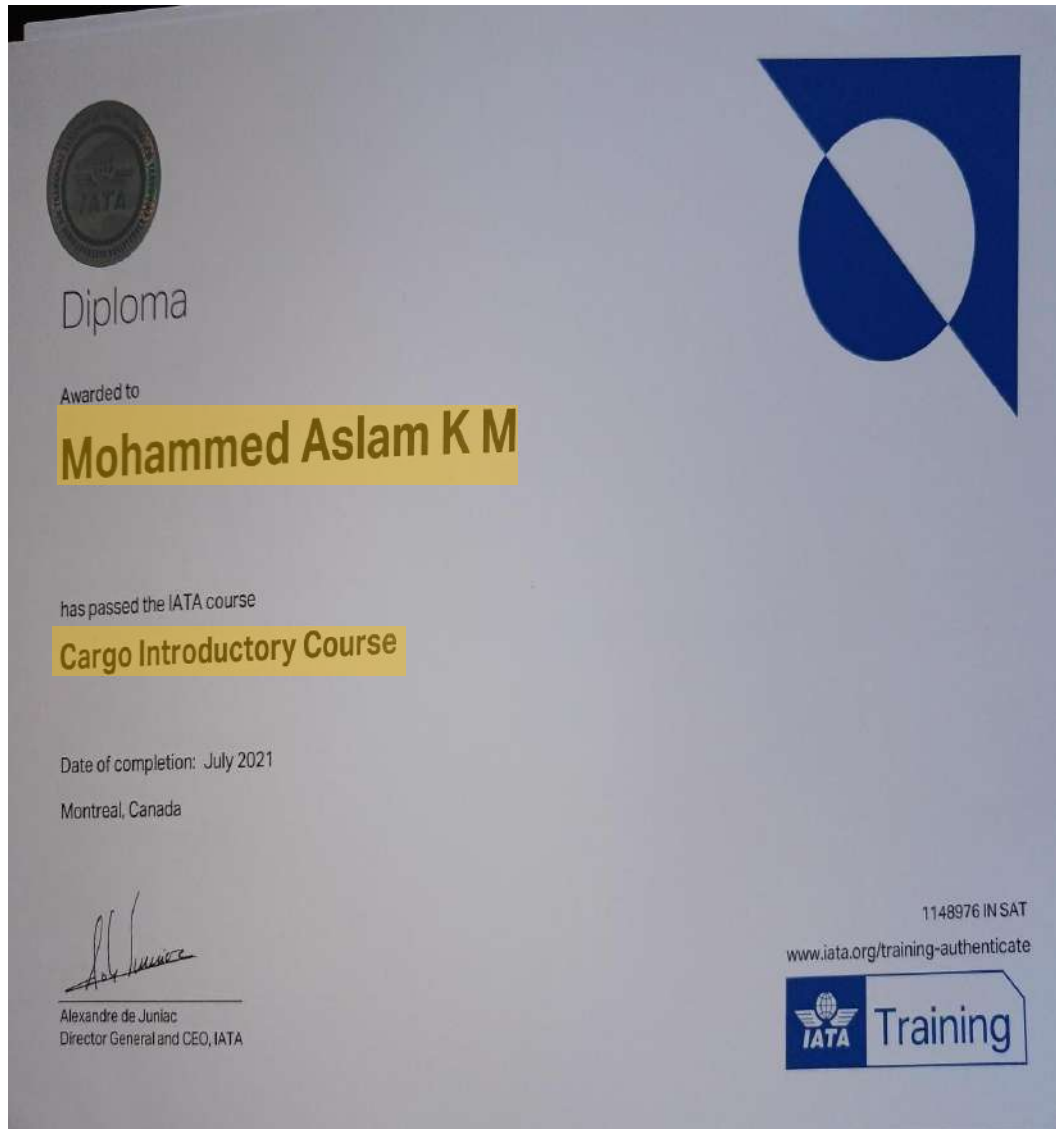 IATA
Diploma
Awarded to
Mohammed Aslam K M
has passed the IATA course
Cargo Introductory Course
Date of completion: July 2021
Montreal, Canada
Alexandre de Juniac
Director General and CEO, IATA
1148976 IN SAT
www.iata.org/training-authenticate
IATA Training